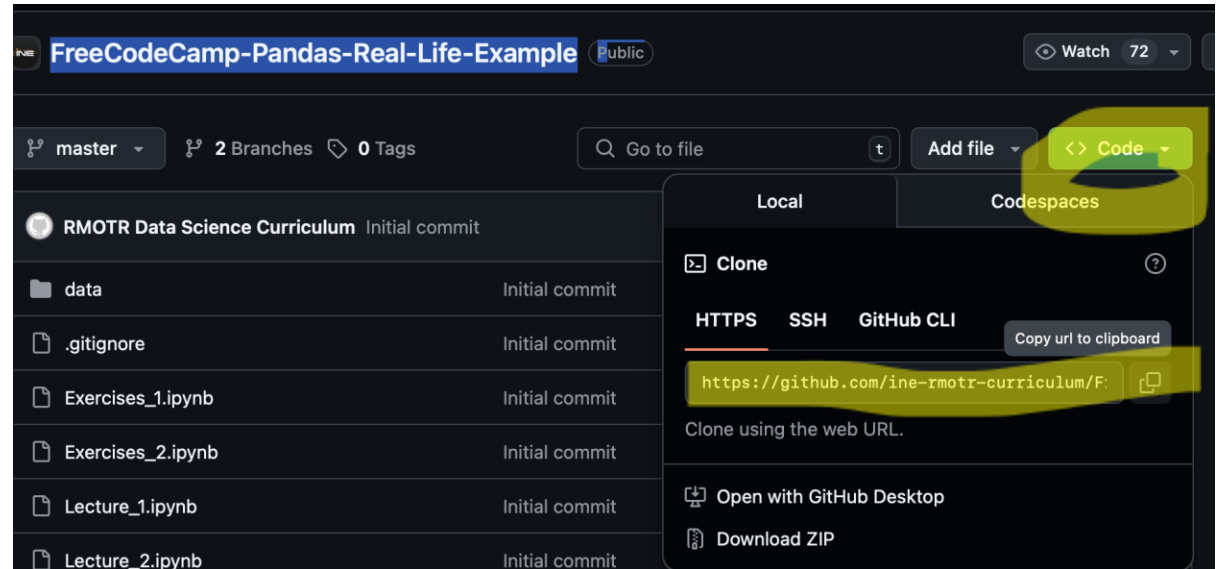 INE FreeCodeCamp-Pandas-Real-Life-Example Public Watch 72
master 2 Branches 0 Tags Go to file t Add file <> Code
Local Codespaces
RMOTR Data Science Curriculum Initial commit
Clone
data Initial commit
HTTPS SSH GitHub CLI
Copy url to clipboard
.gitignore Initial commit
https://github.com/ine-rmotr-curriculum/F
Exercises_1.ipynb Initial commit
Clone using the web URL.
Exercises_2.ipynb Initial commit
Open with GitHub Desktop
Lecture_1.ipynb Initial commit
Download ZIP
Lecture_2.ipynb Initial commit